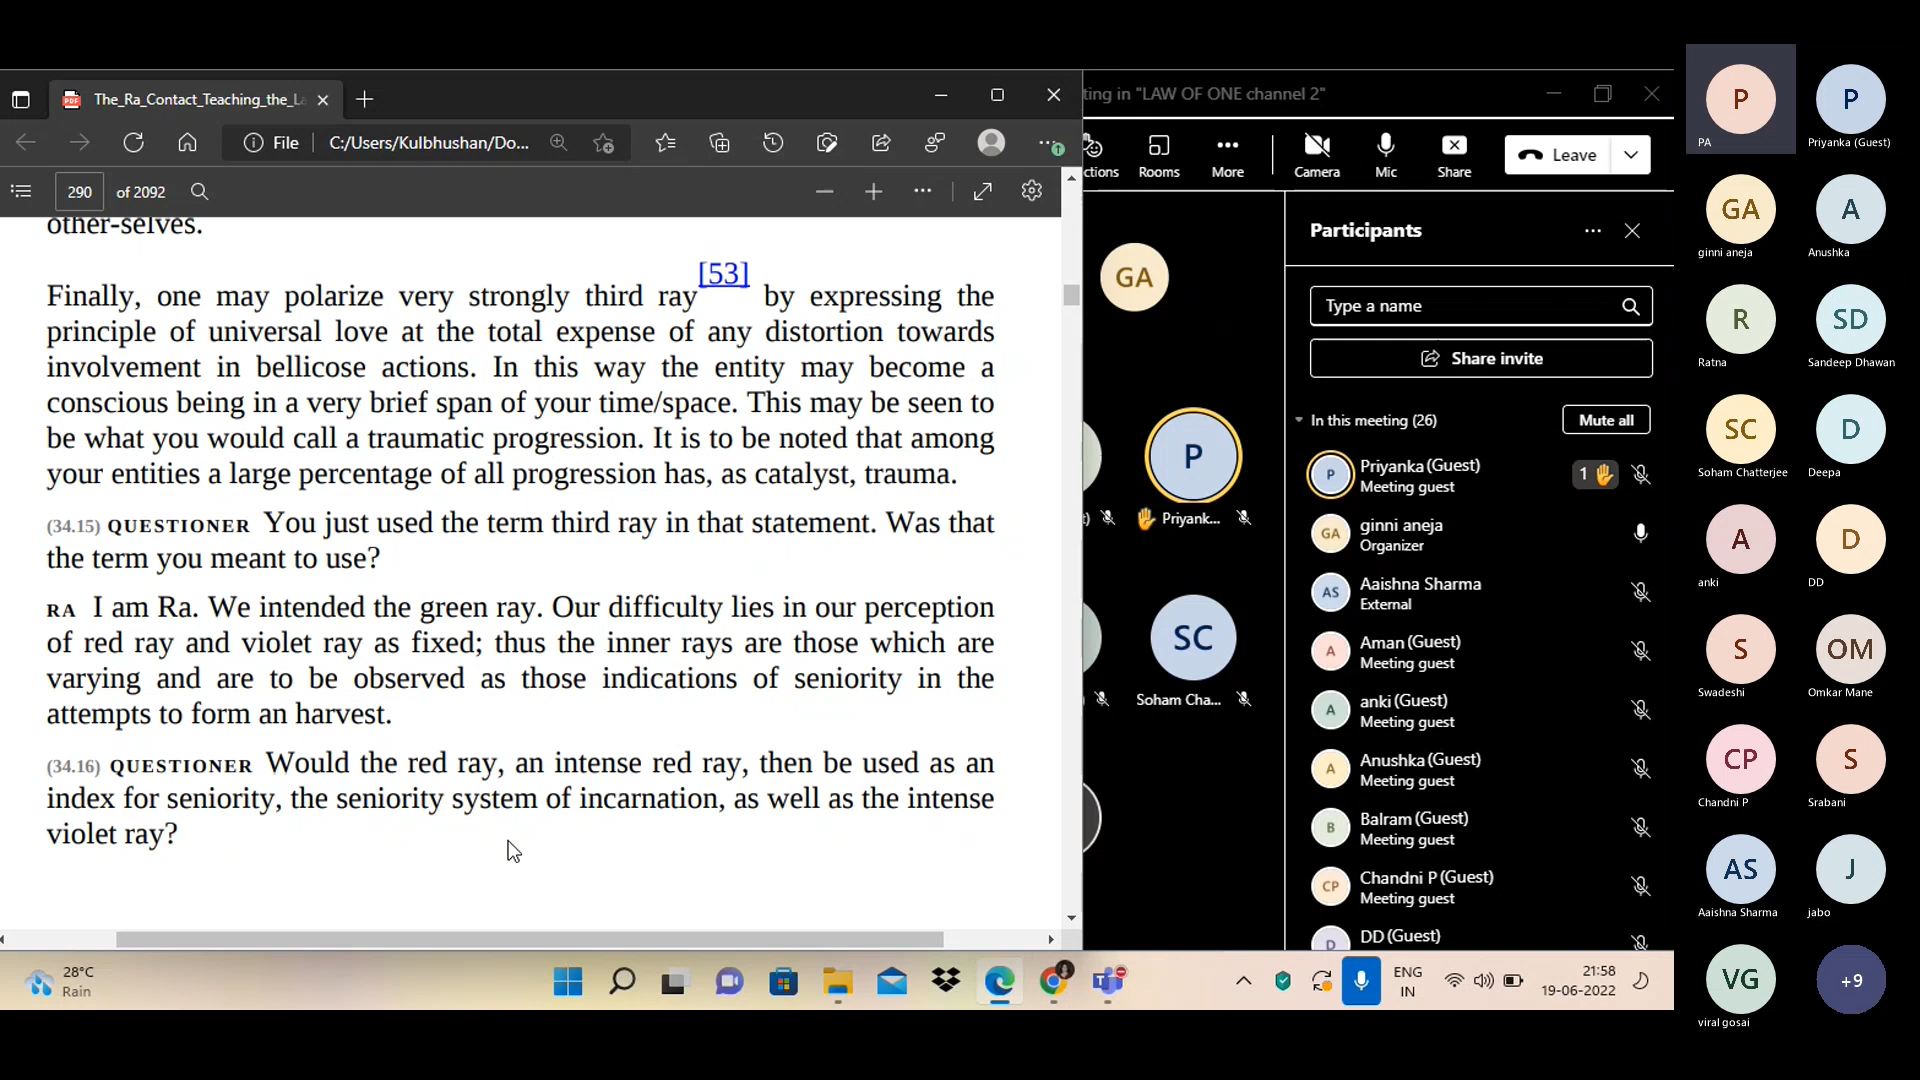 The_Ra_Contact_Teaching_the_La
File
C:/Users/Kulbhushan/Do...
290 of 2092
other-selves.
Finally, one may polarize very strongly third ray[53] by expressing the
principle of universal love at the total expense of any distortion towards
involvement in bellicose actions. In this way the entity may become a
conscious being in a very brief span of your time/space. This may be seen to
be what you would call a traumatic progression. It is to be noted that among
your entities a large percentage of all progression has, as catalyst, trauma.
(34.15) QUESTIONER You just used the term third ray in that statement. Was that
the term you meant to use?
RA I am Ra. We intended the green ray. Our difficulty lies in our perception
of red ray and violet ray as fixed; thus the inner rays are those which are
varying and are to be observed as those indications of seniority in the
attempts to form an harvest.
(34.16) QUESTIONER Would the red ray, an intense red ray, then be used as an
index for seniority, the seniority system of incarnation, as well as the intense
violet ray?
ting in "LAW OF ONE channel 2"
ctions
Rooms
More
Camera
Mic
Share
Leave
GA
P
Priyank...
SC
Soham Cha...
Participants
Type a name
Share invite
In this meeting (26)
Mute all
P
Priyanka (Guest)
Meeting guest
1
GA
ginni aneja
Organizer
AS
Aaishna Sharma
External
A
Aman (Guest)
Meeting guest
A
anki (Guest)
Meeting guest
A
Anushka (Guest)
Meeting guest
B
Balram (Guest)
Meeting guest
CP
Chandni P (Guest)
Meeting guest
D
DD (Guest)
P
PA
P
Priyanka (Guest)
GA
ginni aneja
A
Anushka
R
Ratna
SD
Sandeep Dhawan
SC
Soham Chatterjee
D
Deepa
A
anki
D
DD
S
Swadeshi
OM
Omkar Mane
CP
Chandni P
S
Srabani
AS
Aaishna Sharma
J
jabo
VG
viral gosai
+9
28°C
Rain
ENG
IN
21:58
19-06-2022